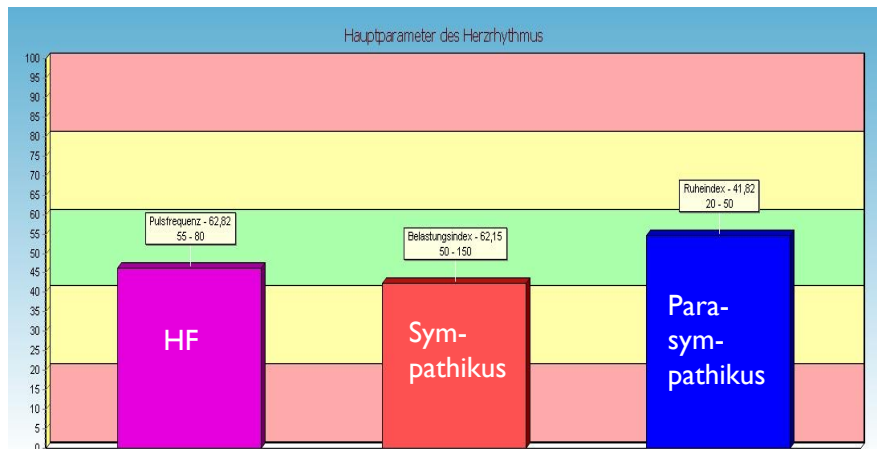 Hauptparameter des Herzrhythmus
100
95
90
85
80
75
70
65
60
55
50
45
40
35
30
25
20
15
10
5
0
Pulsfrequenz - 62,82
55 - 80
Belastungsindex - 62,15
50 - 150
Ruheindex - 41,82
20 - 50
HF
Sym-
pathikus
Para-
sym-
pathikus